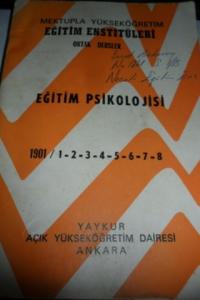 MEKTUPLA YÜKSEKÖĞRETİM
EĞİTİM ENSTİTÜLERİ
ORTAK DERSLER
EĞİTİM PSİKOLOJİSİ
1901 / 1-2-3-4-5-6-7-8
YAYKUR
AÇIK YÜKSEKÖĞRETİM DAİRESİ
ANKARA